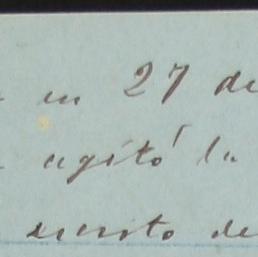 en 27 de
agitó la
escrito de